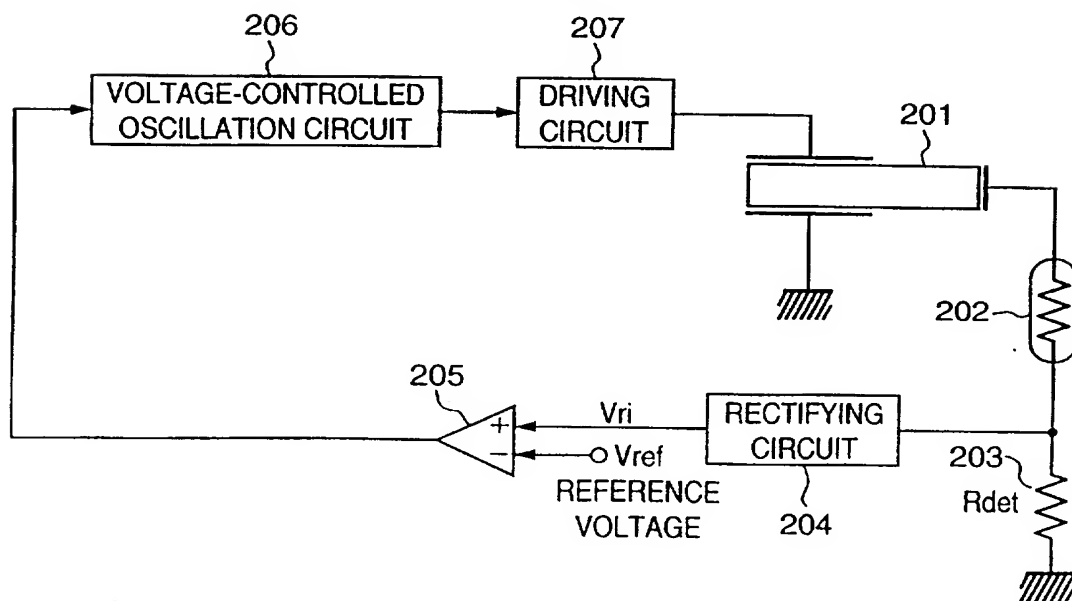 206
207
VOLTAGE-CONTROLLED
OSCILLATION CIRCUIT
DRIVING
CIRCUIT
201
202
205
+
Vri
RECTIFYING
CIRCUIT
−
Vref
REFERENCE
VOLTAGE
204
203
Rdet